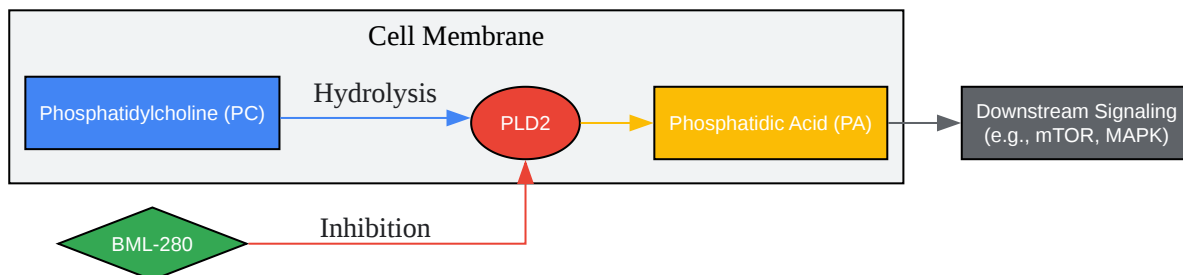 Cell Membrane
Phosphatidylcholine (PC)
Hydrolysis
PLD2
Phosphatidic Acid (PA)
Downstream Signaling
(e.g., mTOR, MAPK)
BML-280
Inhibition